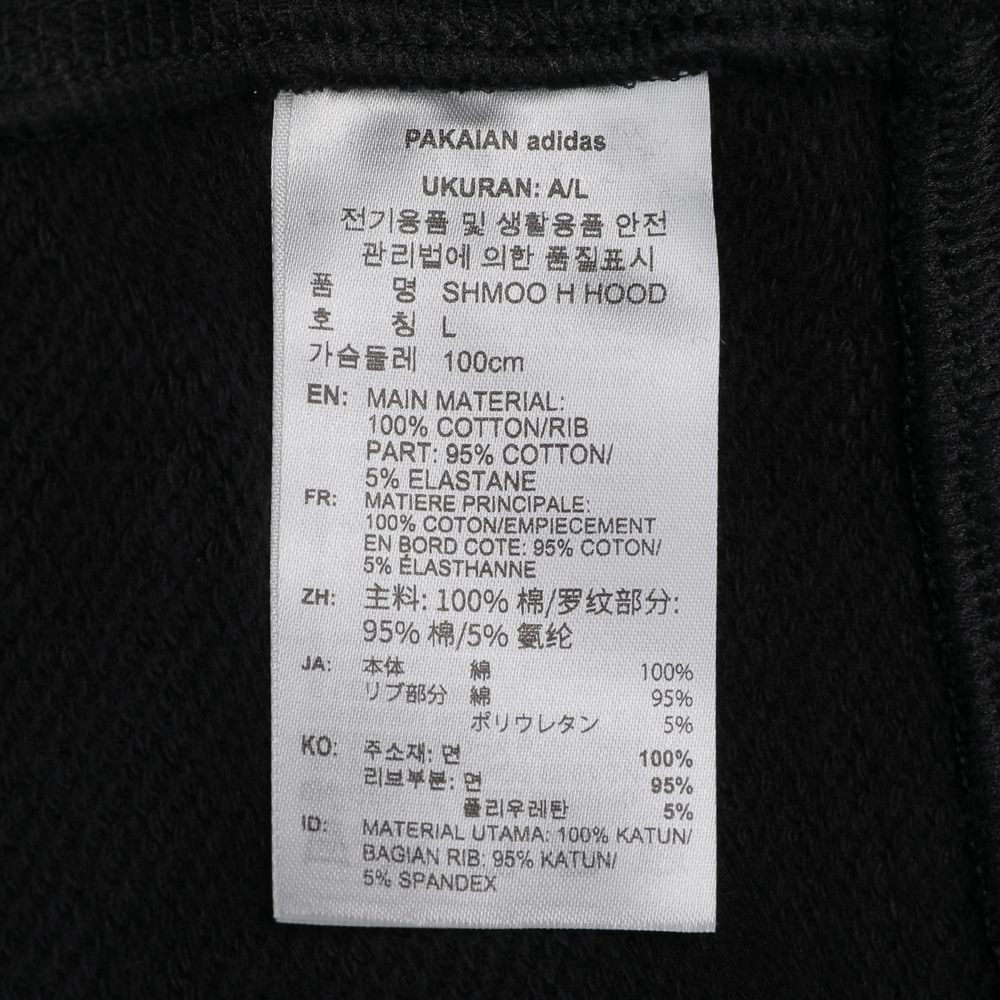 PAKAIAN adidas
UKURAN: A/L
전기용품 및 생활용품 안전
관리법에 의한 품질표시
품 명 SHMOO H HOOD
호 칭 L
가슴둘레 100cm
EN: MAIN MATERIAL:
100% COTTON/RIB
PART: 95% COTTON/
5% ELASTANE
FR: MATIERE PRINCIPALE:
100% COTON/EMPIECEMENT
EN BORD COTE: 95% COTON/
5% ÉLASTHANNE
ZH: 主料: 100% 棉/罗纹部分:
95% 棉/5% 氨纶
JA: 本体 綿 100%
リブ部分 綿 95%
ポリウレタン 5%
KO: 주소재: 면 100%
리브부분: 면 95%
폴리우레탄 5%
ID: MATERIAL UTAMA: 100% KATUN/
BAGIAN RIB: 95% KATUN/
5% SPANDEX